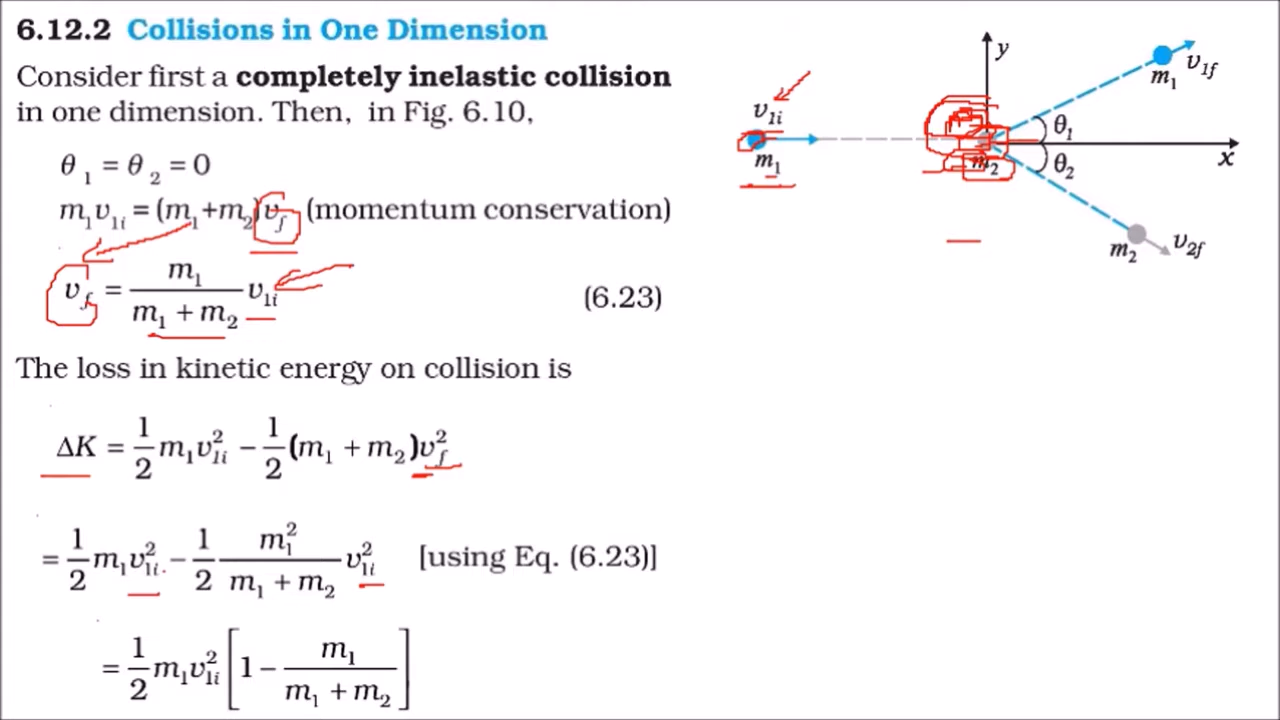 6.12.2 Collisions in One Dimension
Consider first a completely inelastic collision
in one dimension. Then, in Fig. 6.10,
θ₁ = θ₂ = 0
m₁v₁ᵢ = (m₁+m₂)v_f (momentum conservation)
v_f = m₁/(m₁ + m₂) v₁ᵢ (6.23)
The loss in kinetic energy on collision is
ΔK = 1/2 m₁v₁ᵢ² − 1/2 (m₁ + m₂)v_f²
= 1/2 m₁v₁ᵢ² − 1/2 m₁²/(m₁ + m₂) v₁ᵢ² [using Eq. (6.23)]
= 1/2 m₁v₁ᵢ² [1 − m₁/(m₁ + m₂)]
y
v₁f
m₁
v₁ᵢ
m₁
θ₁
m₂
θ₂
x
m₂
v₂f